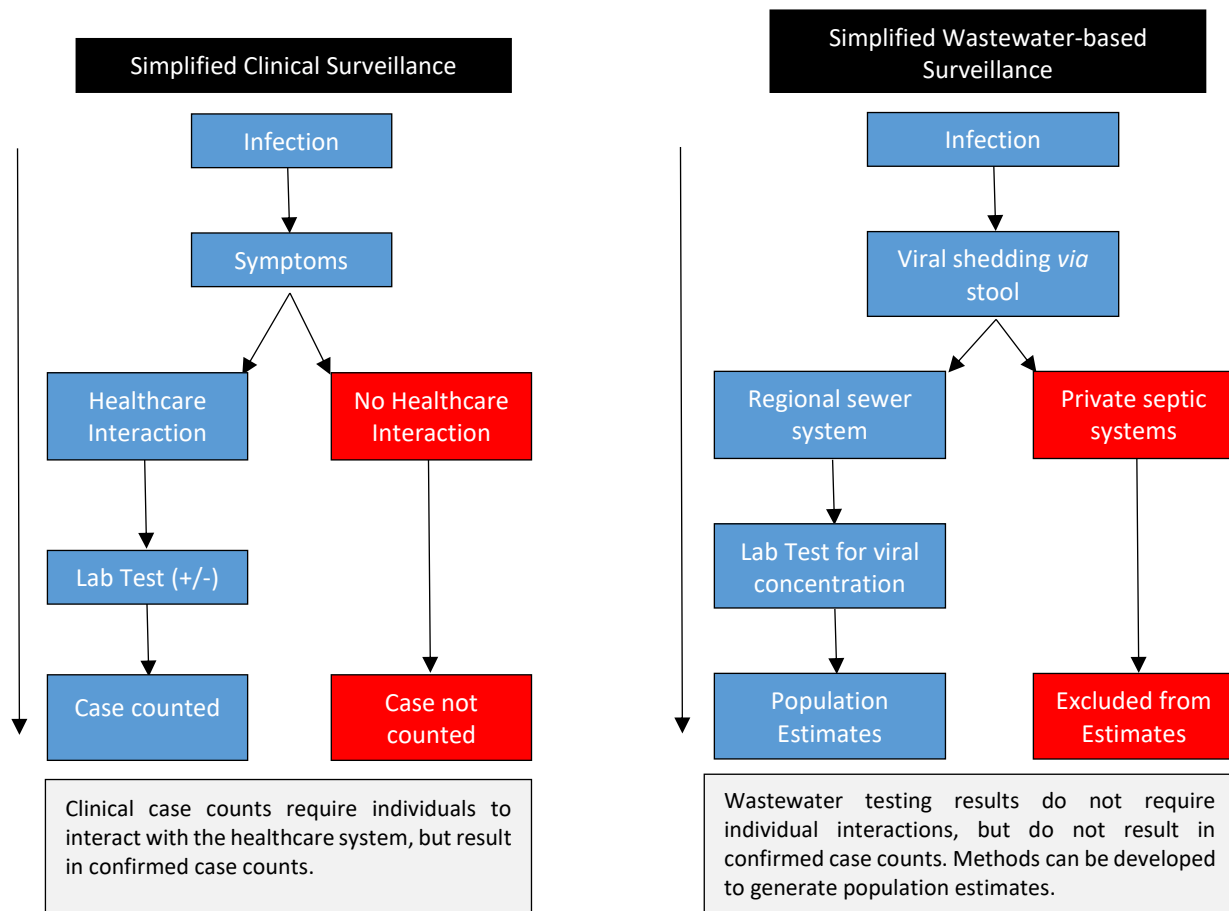 Simplified Clinical Surveillance
Infection
Symptoms
Healthcare
Interaction
No Healthcare
Interaction
Lab Test (+/-)
Case counted
Case not
counted
Clinical case counts require individuals to
interact with the healthcare system, but result
in confirmed case counts.
Simplified Wastewater-based
Surveillance
Infection
Viral shedding via
stool
Regional sewer
system
Private septic
systems
Lab Test for viral
concentration
Population
Estimates
Excluded from
Estimates
Wastewater testing results do not require
individual interactions, but do not result in
confirmed case counts. Methods can be developed
to generate population estimates.